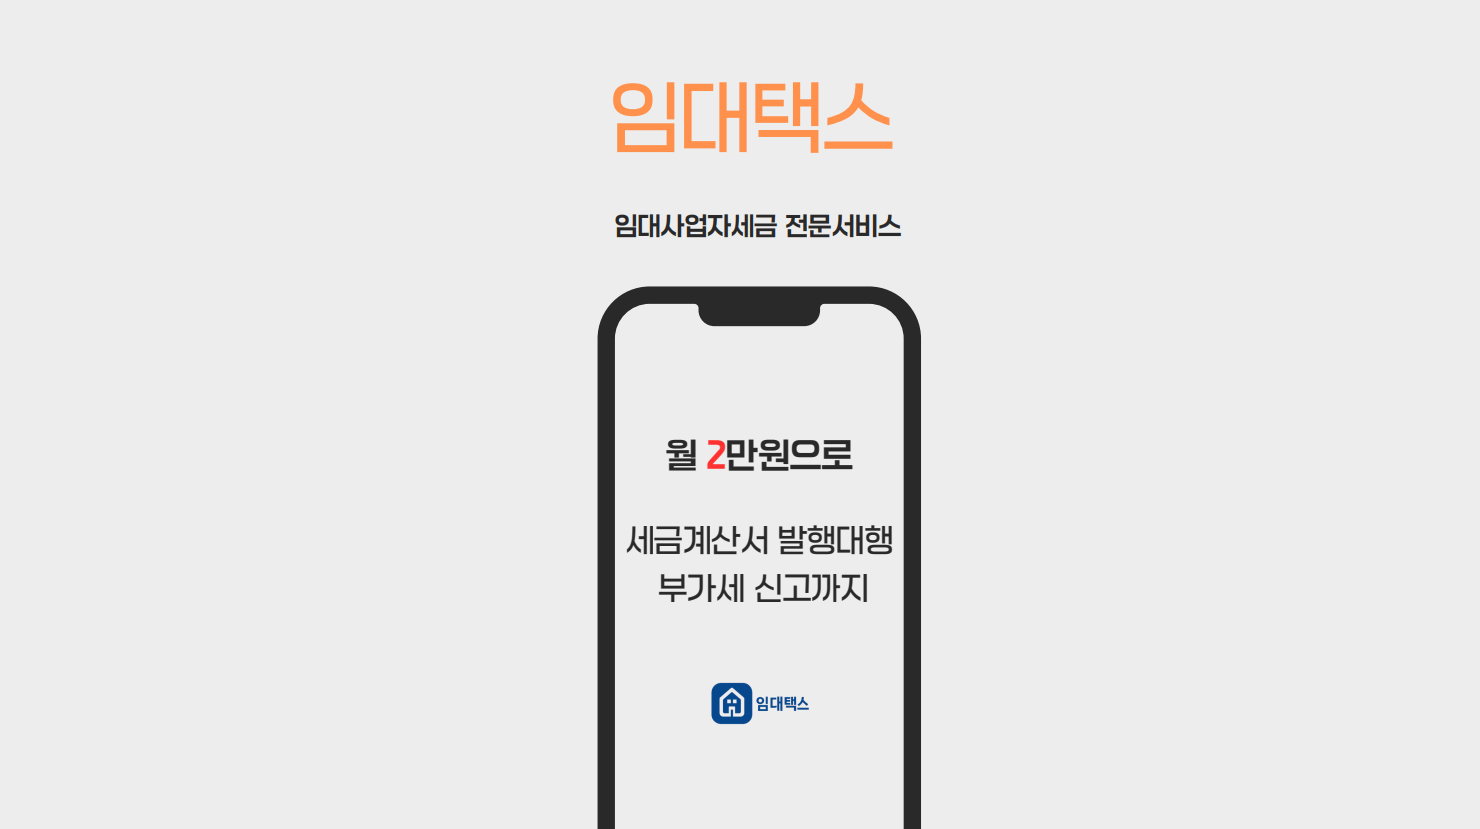 임대택스
임대사업자세금 전문서비스
월 2만원으로
세금계산서 발행대행
부가세 신고까지
임대택스